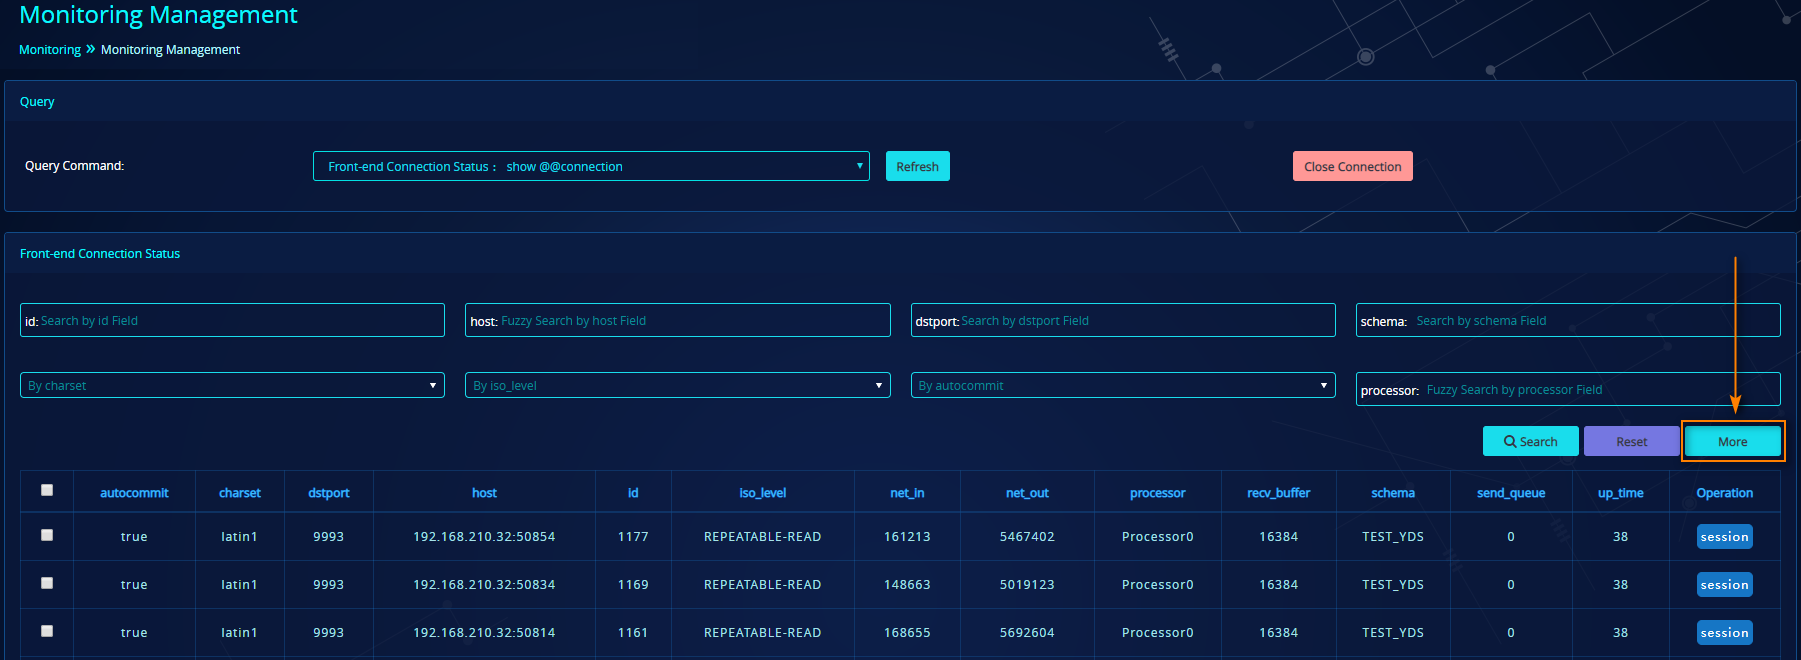 Monitoring Management
Monitoring » Monitoring Management
Query
Query Command: Front-end Connection Status : show @@connection Refresh Close Connection
Front-end Connection Status
id: Search by id Field host: Fuzzy Search by host Field dstport: Search by dstport Field schema: Search by schema Field
By charset By iso_level By autocommit processor: Fuzzy Search by processor Field
Search Reset More
autocommit charset dstport host id iso_level net_in net_out processor recv_buffer schema send_queue up_time Operation
true latin1 9993 192.168.210.32:50854 1177 REPEATABLE-READ 161213 5467402 Processor0 16384 TEST_YDS 0 38 session
true latin1 9993 192.168.210.32:50834 1169 REPEATABLE-READ 148663 5019123 Processor0 16384 TEST_YDS 0 38 session
true latin1 9993 192.168.210.32:50814 1161 REPEATABLE-READ 168655 5692604 Processor0 16384 TEST_YDS 0 38 session